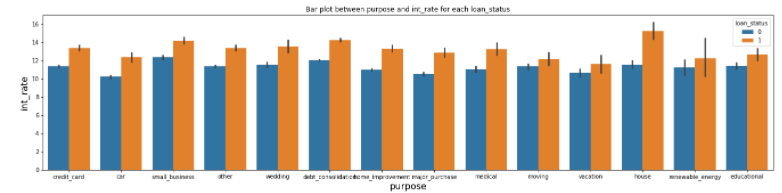 Bar plot between purpose and int_rate for each loan_status
loan_status
0
1
int_rate
16
14
12
10
8
6
4
2
0
credit_card car small_business other wedding debt_consolidation home_improvement major_purchase medical moving vacation house renewable_energy educational
purpose